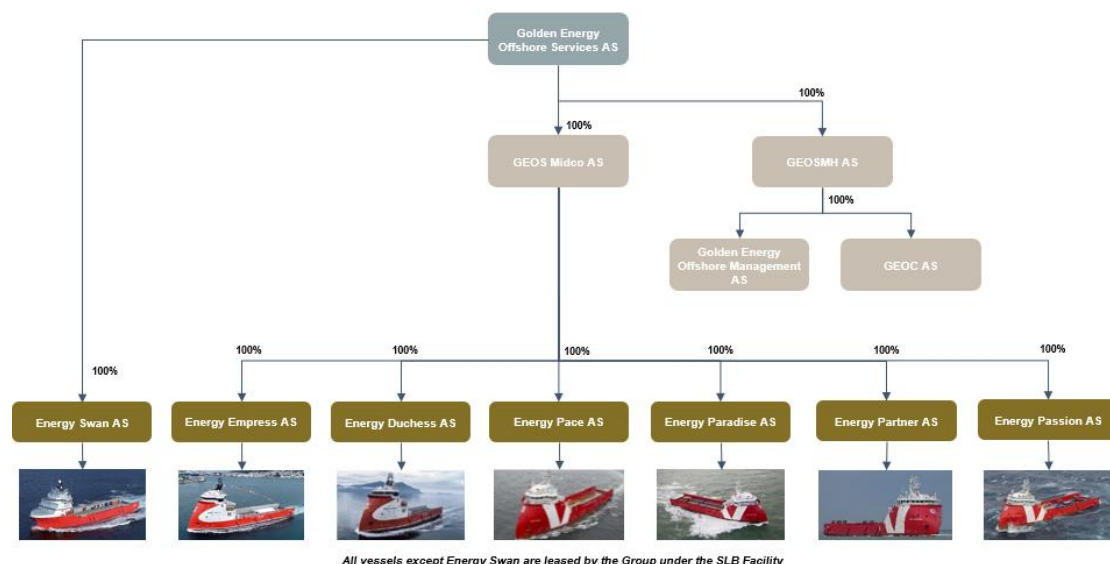 Golden Energy
Offshore Services AS
100%
100%
GEOS Midco AS
GEOSMH AS
100%
Golden Energy
Offshore Management
AS
GEOC AS
100%
100%
100%
100%
100%
100%
100%
Energy Swan AS
Energy Empress AS
Energy Duchess AS
Energy Pace AS
Energy Paradise AS
Energy Partner AS
Energy Passion AS
All vessels except Energy Swan are leased by the Group under the SLB Facility